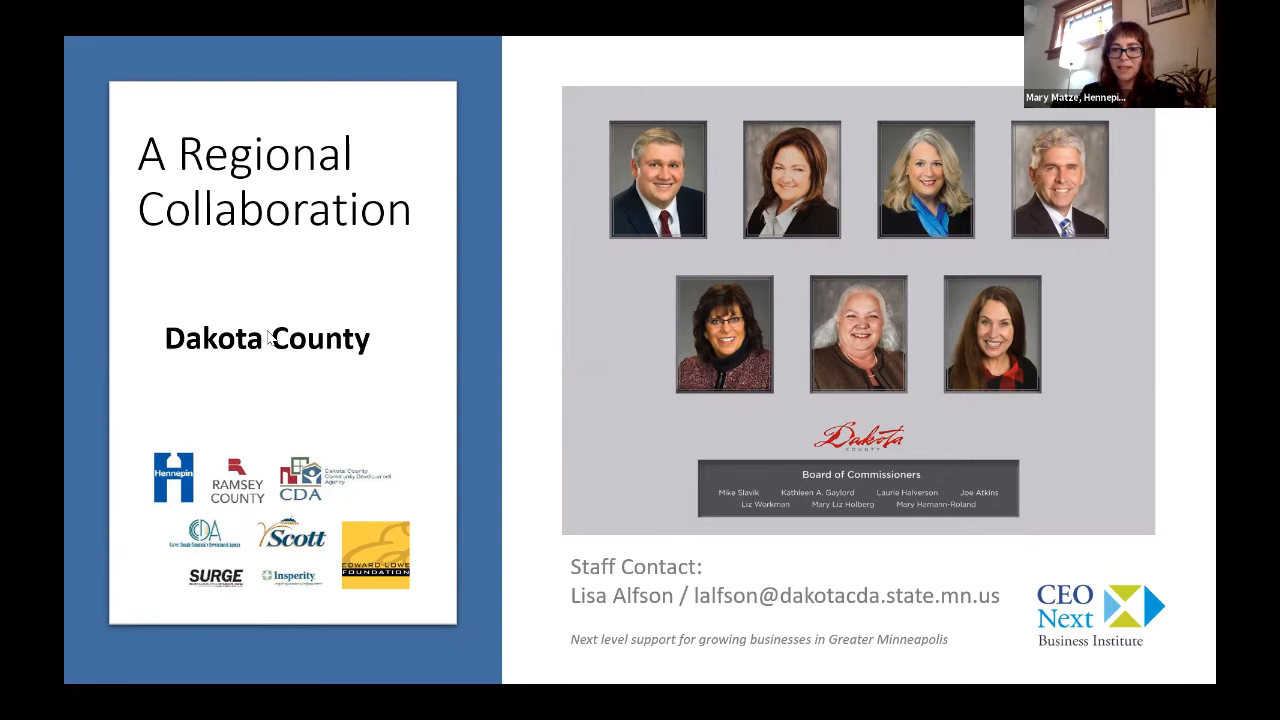 A Regional
Collaboration
Dakota County
Hennepin
RAMSEY
COUNTY
CDA
Dakota County
Community Development
Agency
CDA
Scott
SURGE
Insperity
EDWARD LOWE
FOUNDATION
Mary Matze, Hennepi...
Dakota
COUNTY
Board of Commissioners
Mike Slavik Kathleen A. Gaylord Laurie Halverson Joe Atkins
Liz Workman Mary Liz Holberg Mary Hamann-Roland
Staff Contact:
Lisa Alfson / lalfson@dakotacda.state.mn.us
Next level support for growing businesses in Greater Minneapolis
CEO
Next
Business Institute